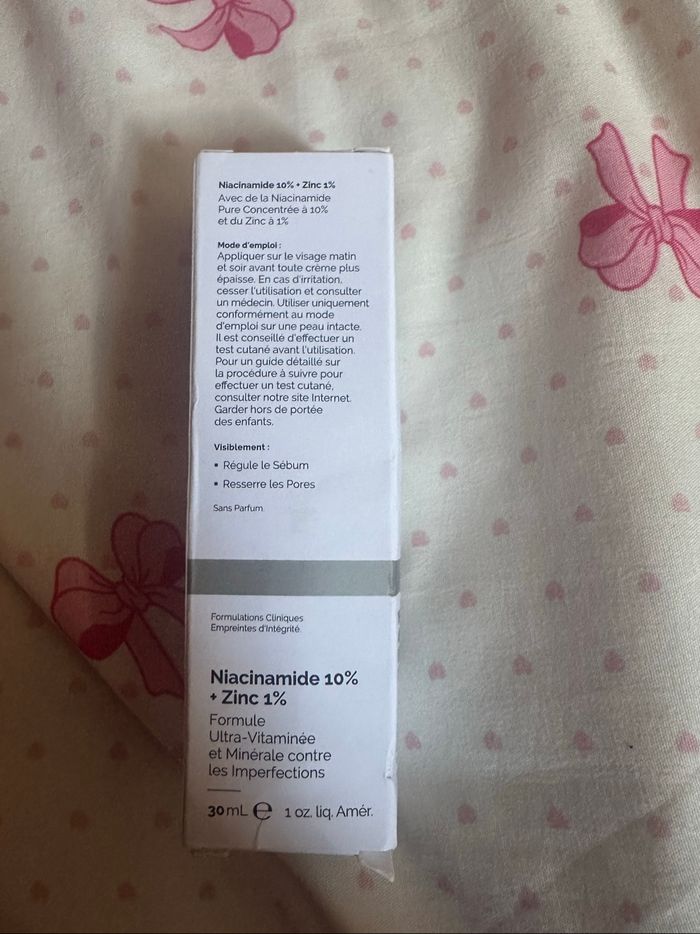 Niacinamide 10% + Zinc 1%
Avec de la Niacinamide
Pure Concentrée à 10%
et du Zinc à 1%
Mode d'emploi :
Appliquer sur le visage matin
et soir avant toute crème plus
épaisse. En cas d'irritation,
cesser l'utilisation et consulter
un médecin. Utiliser uniquement
conformément au mode
d'emploi sur une peau intacte.
Il est conseillé d'effectuer un
test cutané avant l'utilisation.
Pour un guide détaillé sur
la procédure à suivre pour
effectuer un test cutané,
consulter notre site Internet.
Garder hors de portée
des enfants.
Visiblement :
▪ Régule le Sébum
▪ Resserre les Pores
Sans Parfum.
Formulations Cliniques
Empreintes d'Intégrité.
Niacinamide 10%
+ Zinc 1%
Formule
Ultra-Vitaminée
et Minérale contre
les Imperfections
30 mL ℮ 1 oz. liq. Amér.